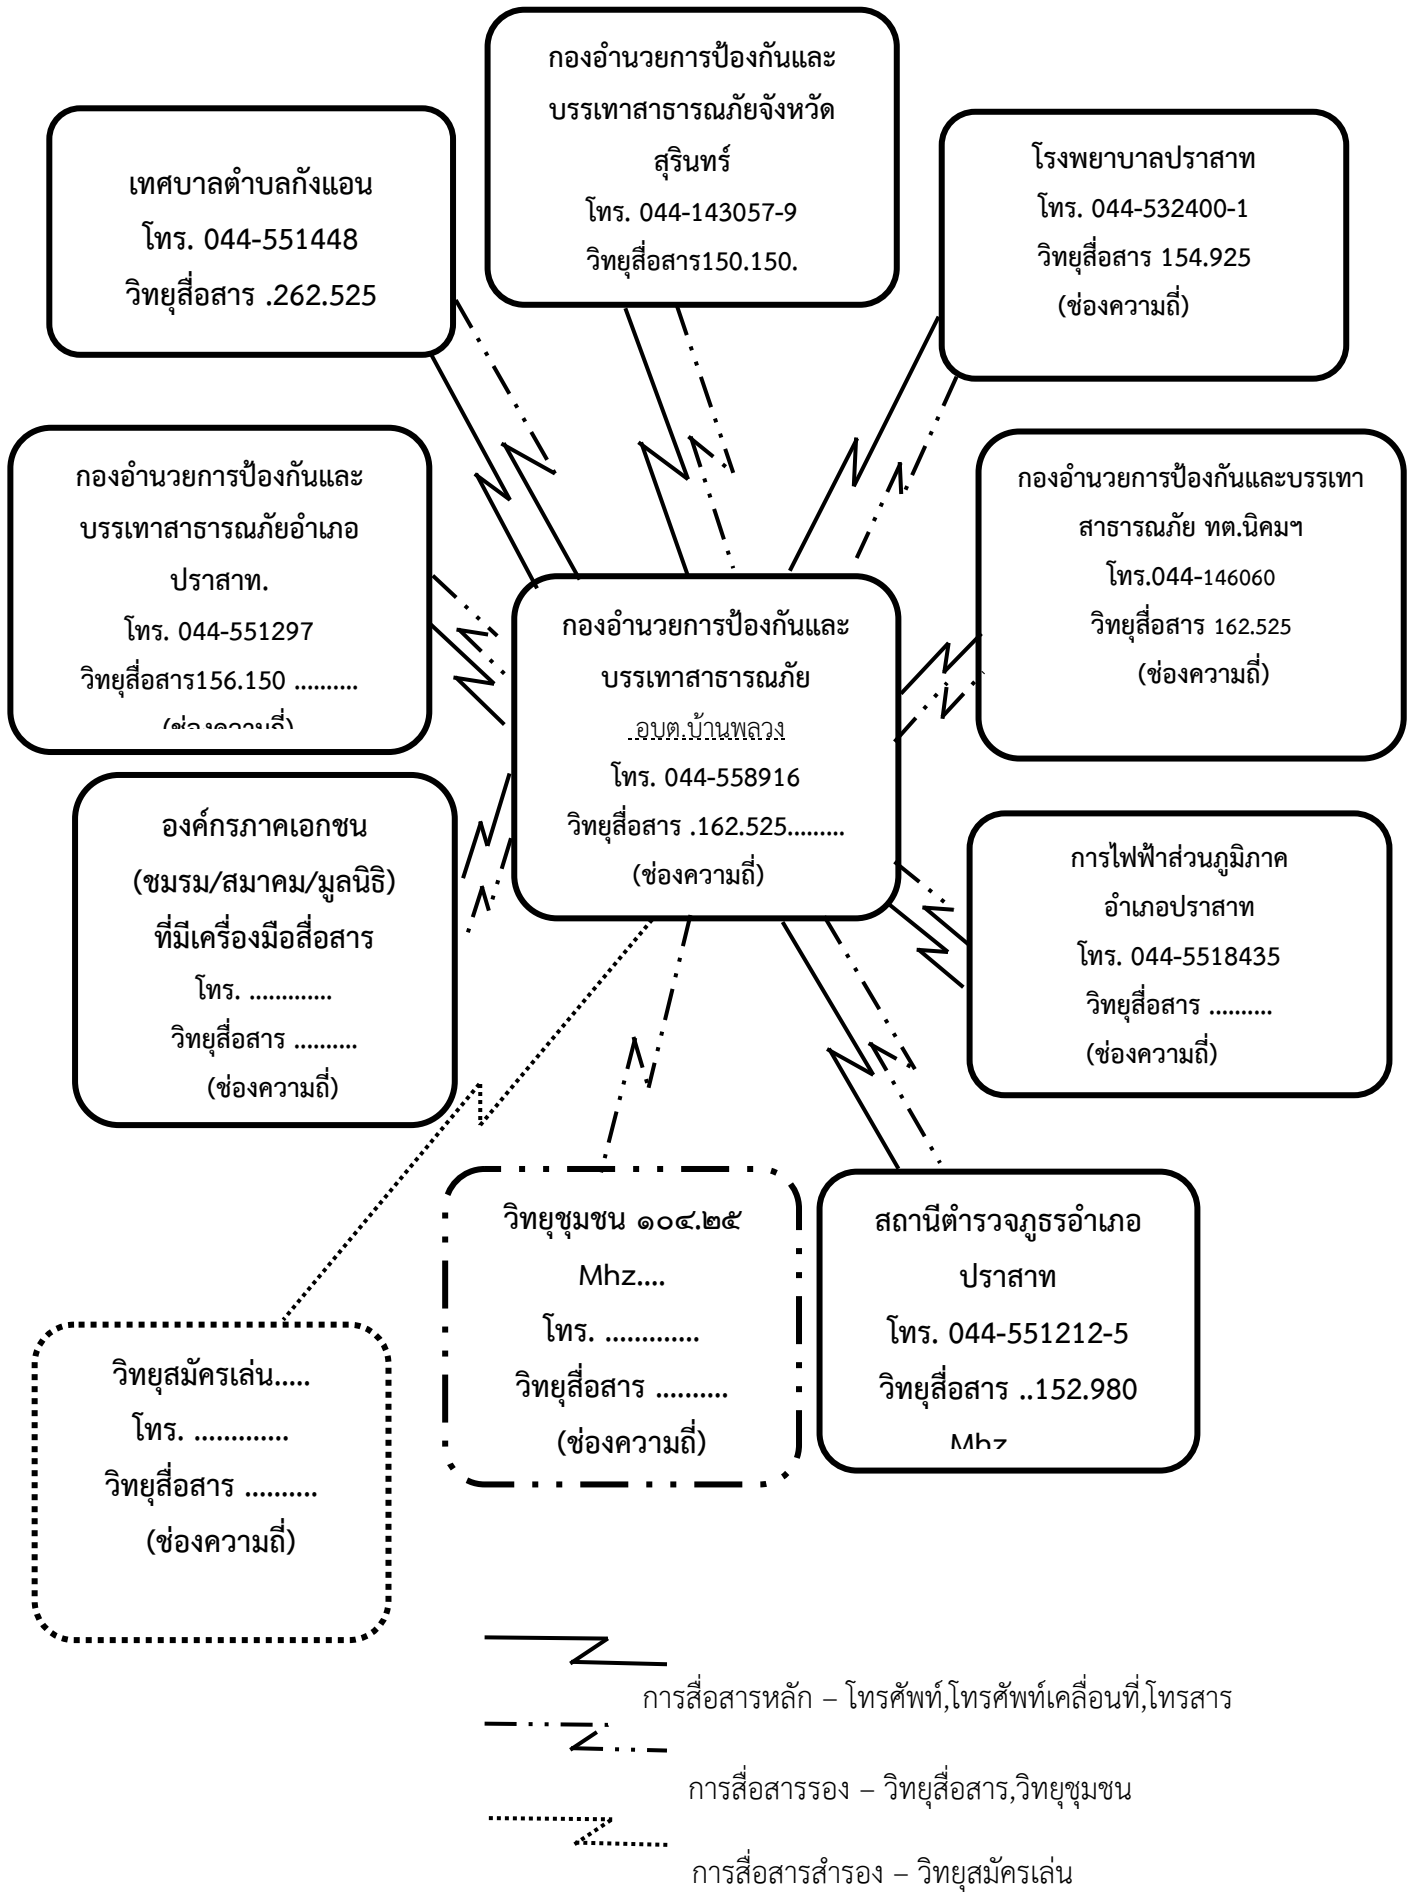 กองอำนวยการป้องกันและ
บรรเทาสาธารณภัยจังหวัด
สุรินทร์
โทร. 044-143057-9
วิทยุสื่อสาร150.150.
เทศบาลตำบลกังแอน
โทร. 044-551448
วิทยุสื่อสาร .262.525
โรงพยาบาลปราสาท
โทร. 044-532400-1
วิทยุสื่อสาร 154.925
(ช่องความถี่)
กองอำนวยการป้องกันและ
บรรเทาสาธารณภัยอำเภอ
ปราสาท.
โทร. 044-551297
วิทยุสื่อสาร156.150 ..........
(ช่องความถี่)
กองอำนวยการป้องกันและบรรเทา
สาธารณภัย ทต.นิคมฯ
โทร.044-146060
วิทยุสื่อสาร 162.525
(ช่องความถี่)
กองอำนวยการป้องกันและ
บรรเทาสาธารณภัย
อบต.บ้านพลวง
โทร. 044-558916
วิทยุสื่อสาร .162.525.........
(ช่องความถี่)
องค์กรภาคเอกชน
(ชมรม/สมาคม/มูลนิธิ)
ที่มีเครื่องมือสื่อสาร
โทร. .............
วิทยุสื่อสาร ..........
(ช่องความถี่)
การไฟฟ้าส่วนภูมิภาค
อำเภอปราสาท
โทร. 044-5518435
วิทยุสื่อสาร ..........
(ช่องความถี่)
วิทยุชุมชน ๑๐๔.๒๕
Mhz....
โทร. .............
วิทยุสื่อสาร ..........
(ช่องความถี่)
สถานีตำรวจภูธรอำเภอ
ปราสาท
โทร. 044-551212-5
วิทยุสื่อสาร ..152.980
Mhz
วิทยุสมัครเล่น.....
โทร. .............
วิทยุสื่อสาร ..........
(ช่องความถี่)
การสื่อสารหลัก – โทรศัพท์,โทรศัพท์เคลื่อนที่,โทรสาร
การสื่อสารรอง – วิทยุสื่อสาร,วิทยุชุมชน
การสื่อสารสำรอง – วิทยุสมัครเล่น